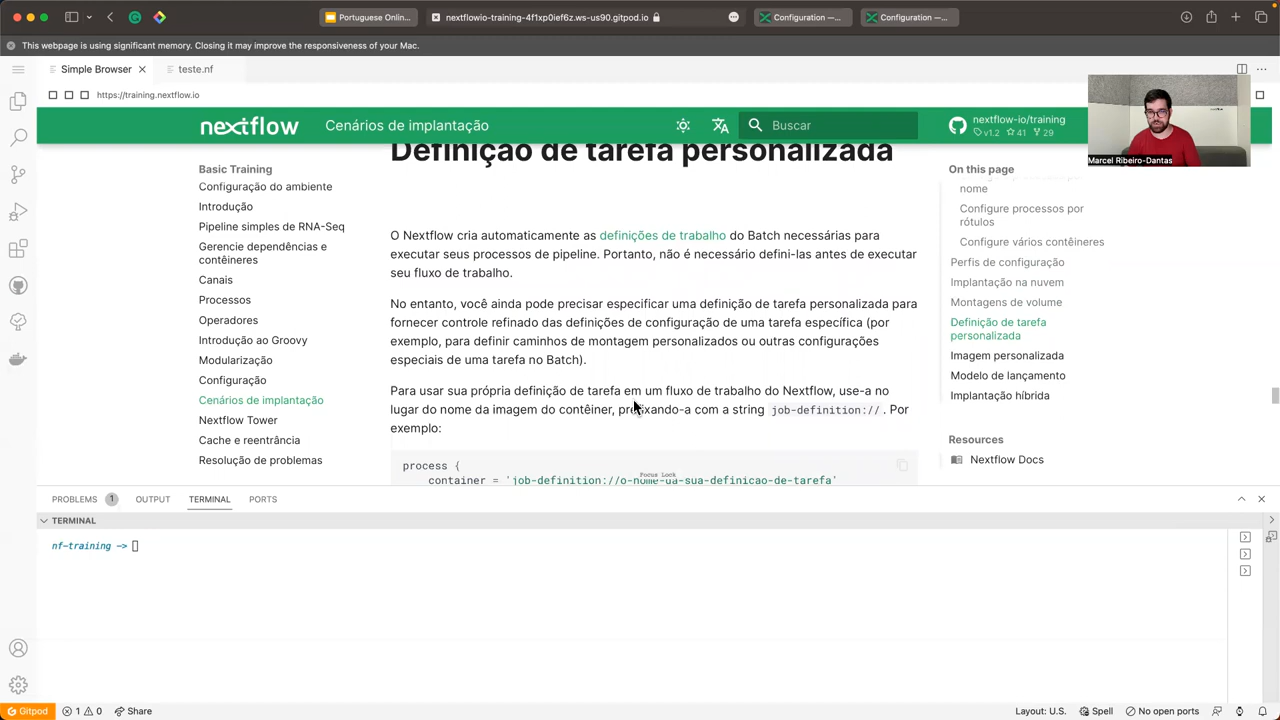 Portuguese Onlin...
nextflowio-training-4f1xp0ief6z.ws-us90.gitpod.io
Configuration —...
Configuration —...
This webpage is using significant memory. Closing it may improve the responsiveness of your Mac.
Simple Browser
teste.nf
https://training.nextflow.io
nextflow
Cenários de implantação
Buscar
nextflow-io/training
v1.2 41 29
Marcel Ribeiro-Dantas
Basic Training
Configuração do ambiente
Introdução
Pipeline simples de RNA-Seq
Gerencie dependências e
contêineres
Canais
Processos
Operadores
Introdução ao Groovy
Modularização
Configuração
Cenários de implantação
Nextflow Tower
Cache e reentrância
Resolução de problemas
Definição de tarefa personalizada
O Nextflow cria automaticamente as definições de trabalho do Batch necessárias para
executar seus processos de pipeline. Portanto, não é necessário defini-las antes de executar
seu fluxo de trabalho.
No entanto, você ainda pode precisar especificar uma definição de tarefa personalizada para
fornecer controle refinado das definições de configuração de uma tarefa específica (por
exemplo, para definir caminhos de montagem personalizados ou outras configurações
especiais de uma tarefa no Batch).
Para usar sua própria definição de tarefa em um fluxo de trabalho do Nextflow, use-a no
lugar do nome da imagem do contêiner, prefixando-a com a string job-definition:// . Por
exemplo:
process {
Focus Lock
container = 'job-definition://o-nome-da-sua-definicao-de-tarefa'
On this page
nome
Configure processos por
rótulos
Configure vários contêineres
Perfis de configuração
Implantação na nuvem
Montagens de volume
Definição de tarefa
personalizada
Imagem personalizada
Modelo de lançamento
Implantação híbrida
Resources
Nextflow Docs
PROBLEMS 1 OUTPUT TERMINAL PORTS
TERMINAL
nf-training ->
Gitpod 1 0 Share
Layout: U.S. Spell No open ports